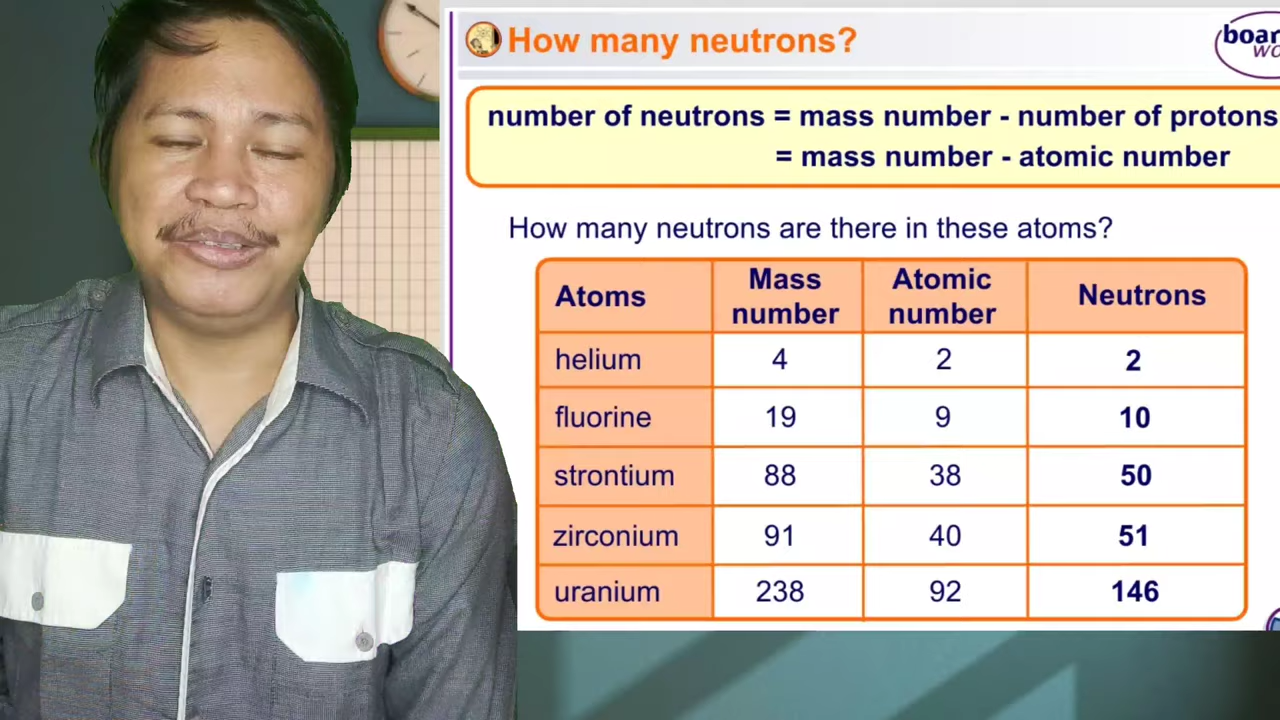 How many neutrons?
number of neutrons = mass number - number of protons
= mass number - atomic number
How many neutrons are there in these atoms?
Atoms Mass number Atomic number Neutrons
helium 4 2 2
fluorine 19 9 10
strontium 88 38 50
zirconium 91 40 51
uranium 238 92 146